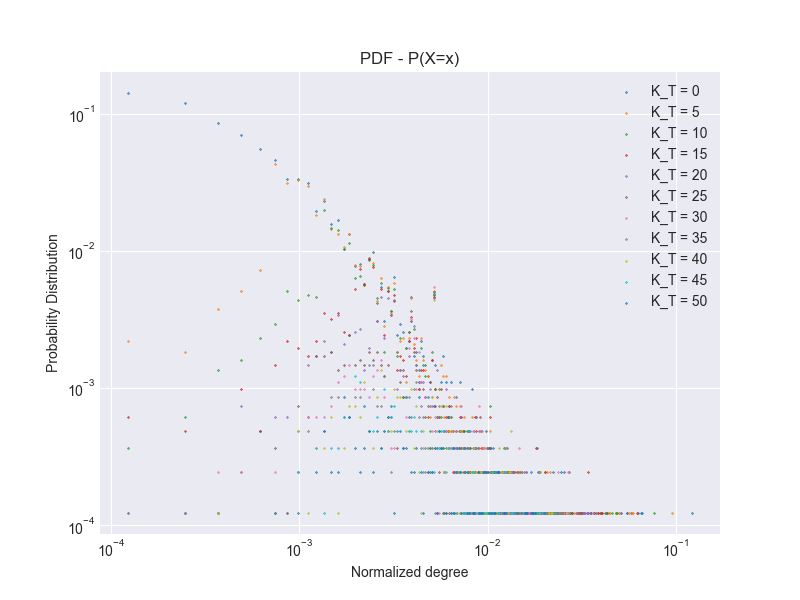 PDF - P(X=x)
Probability Distribution
10⁻¹
10⁻²
10⁻³
10⁻⁴
K_T = 0
K_T = 5
K_T = 10
K_T = 15
K_T = 20
K_T = 25
K_T = 30
K_T = 35
K_T = 40
K_T = 45
K_T = 50
10⁻⁴ 10⁻³ 10⁻² 10⁻¹
Normalized degree